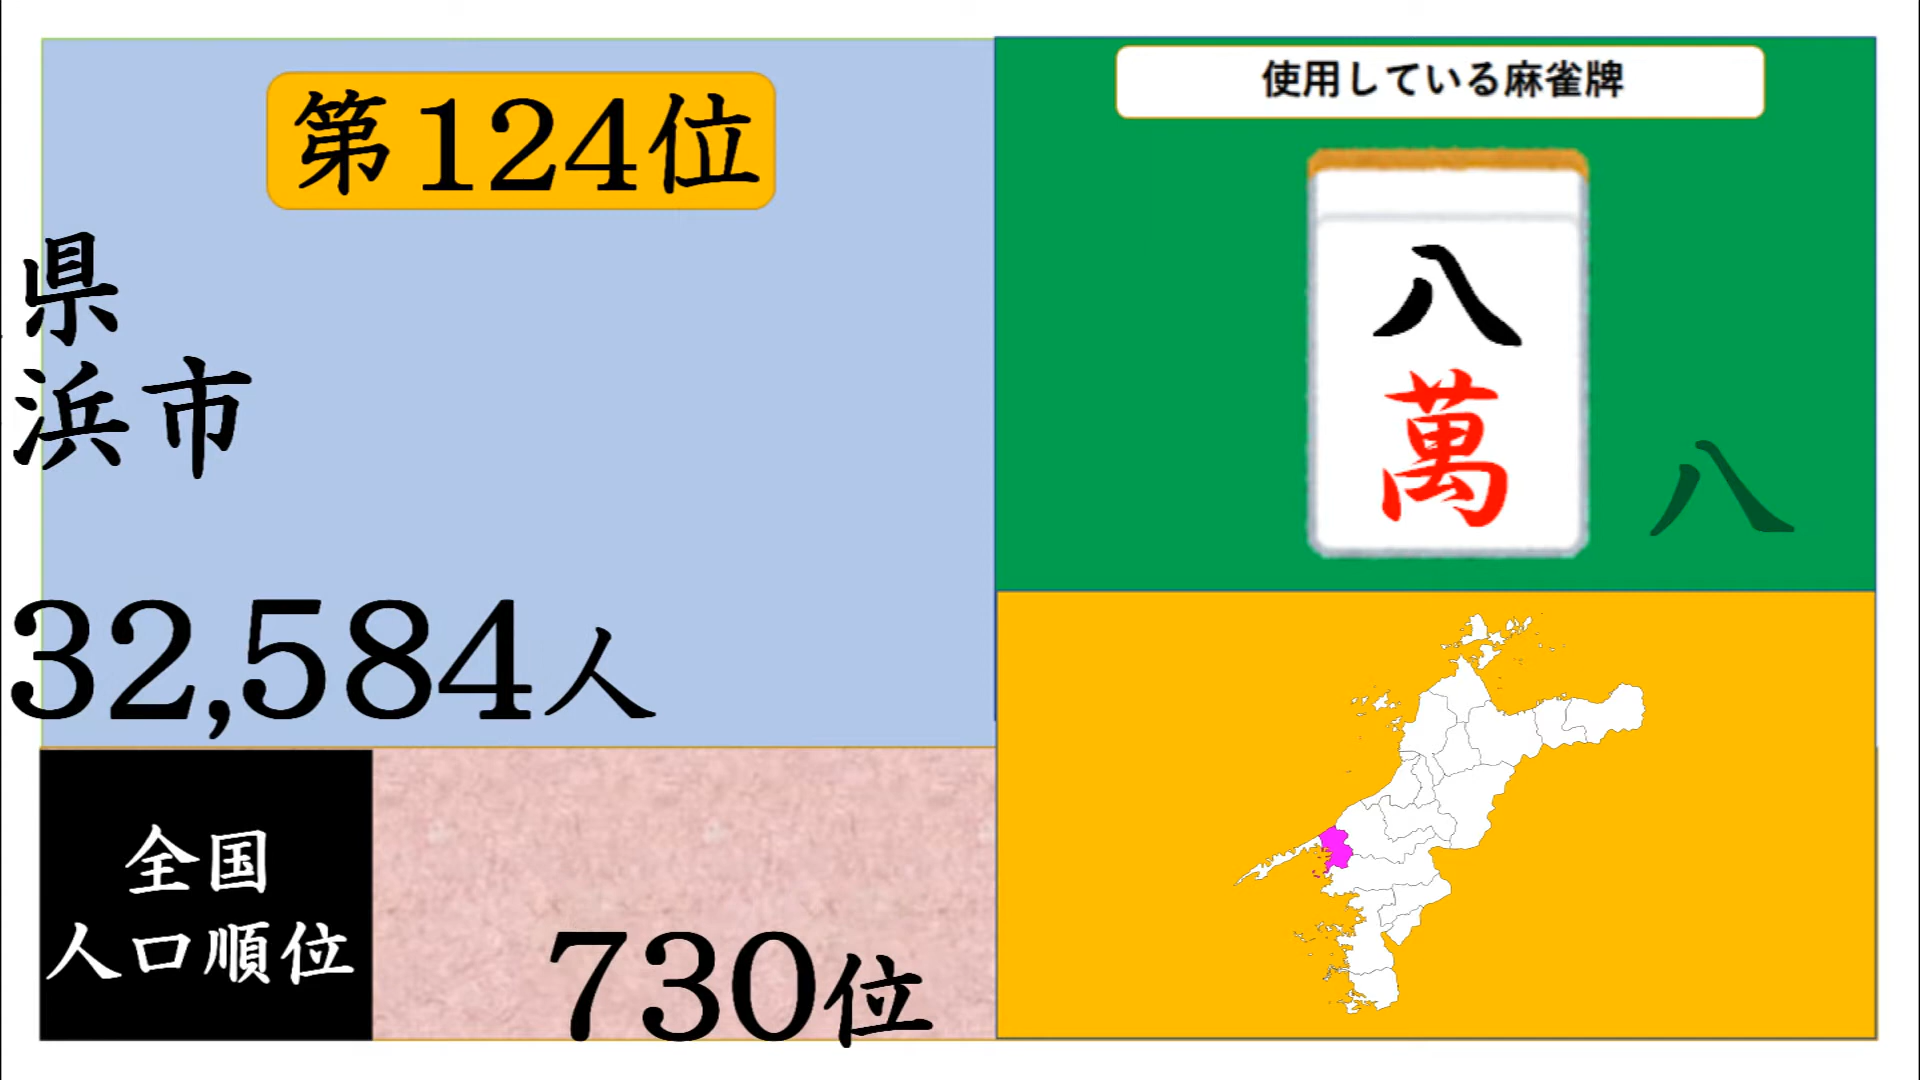 第124位
県
浜市
32,584人
全国
人口順位
730位
使用している麻雀牌
八
萬
八